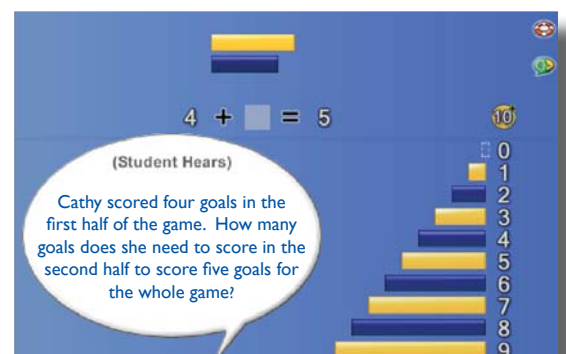 4 + = 5
10
(Student Hears)
Cathy scored four goals in the
first half of the game. How many
goals does she need to score in the
second half to score five goals for
the whole game?
0
1
2
3
4
5
6
7
8
9